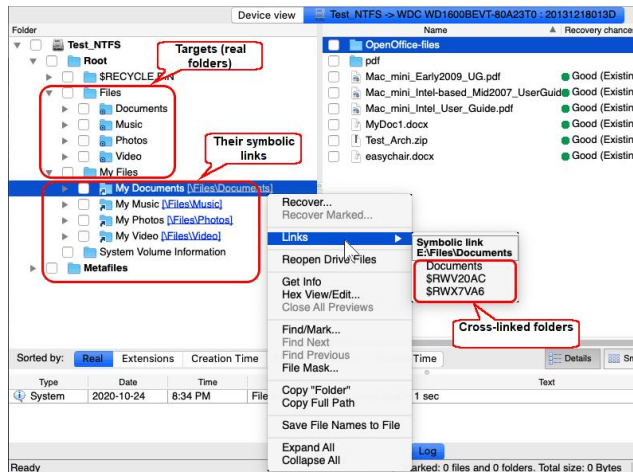 Device view
Test_NTFS -> WDC WD1600BEVT-80A23T0 : 20131218013D
Folder
Name
Recovery chances
Test_NTFS
Root
$RECYCLE.BIN
Files
Documents
Music
Photos
Video
My Files
My Documents [\Files\Documents]
My Music [\Files\Music]
My Photos [\Files\Photos]
My Video [\Files\Video]
System Volume Information
Metafiles
Targets (real
folders)
Their symbolic
links
OpenOffice-files
pdf
Mac_mini_Early2009_UG.pdf
Good (Existin
Mac_mini_Intel-based_Mid2007_UserGuid
Good (Existin
Mac_mini_Intel_User_Guide.pdf
Good (Existin
MyDoc1.docx
Good (Existin
Test_Arch.zip
Good (Existin
easychair.docx
Good (Existin
Recover...
Recover Marked...
Links
Reopen Drive Files
Get Info
Hex View/Edit...
Close All Previews
Find/Mark...
Find Next
Find Previous
File Mask...
Copy "Folder"
Copy Full Path
Save File Names to File
Expand All
Collapse All
Symbolic link
E:\Files\Documents
Documents
$RWV20AC
$RWX7VA6
Cross-linked folders
Sorted by:
Real
Extensions
Creation Time
Time
Details
Sm
Type
Date
Time
Text
System
2020-10-24
8:34 PM
File
1 sec
Log
Ready
arked: 0 files and 0 folders. Total size: 0 Bytes